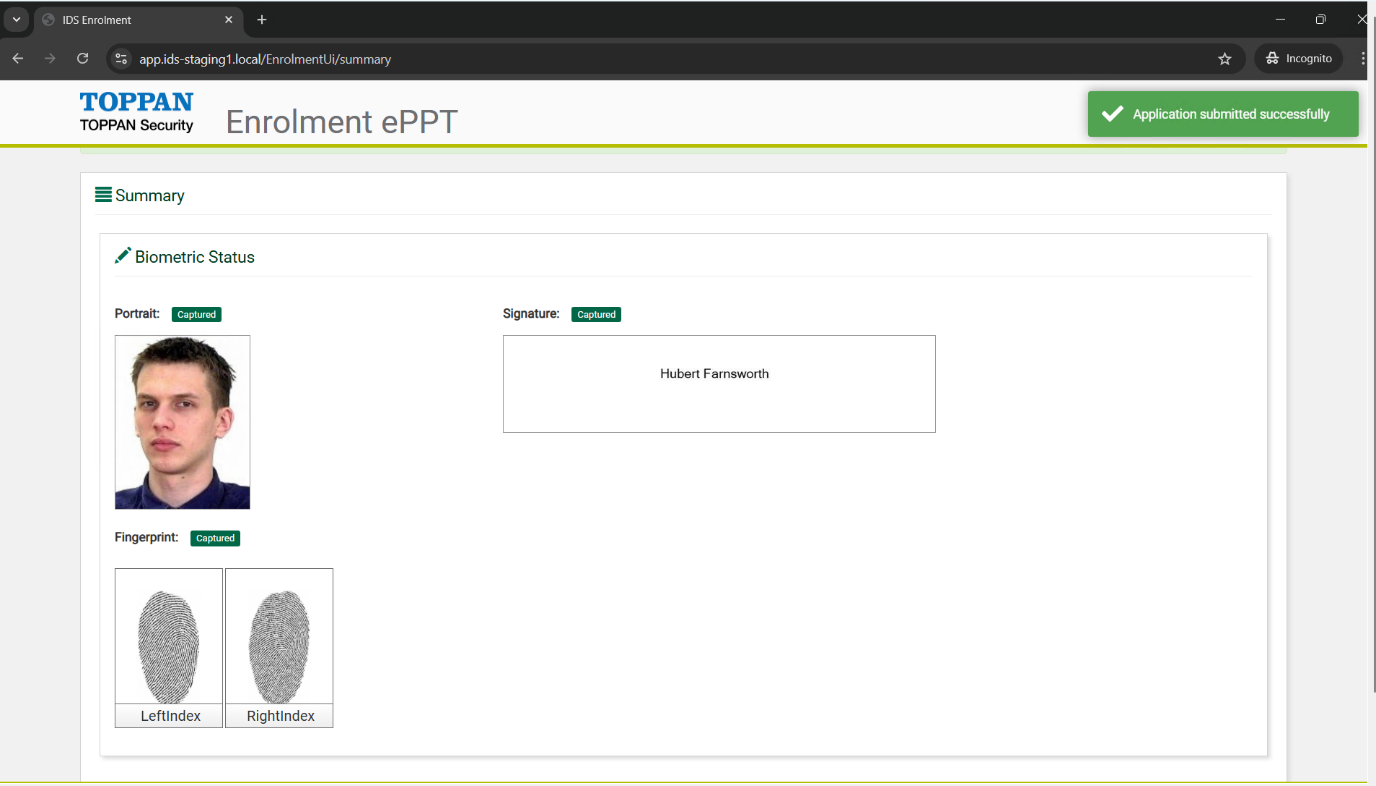 IDS Enrolment
app.ids-staging1.local/EnrolmentUi/summary
Incognito
TOPPAN
TOPPAN Security
Enrolment ePPT
Application submitted successfully
Summary
Biometric Status
Portrait: Captured
Signature: Captured
Hubert Farnsworth
Fingerprint: Captured
LeftIndex
RightIndex